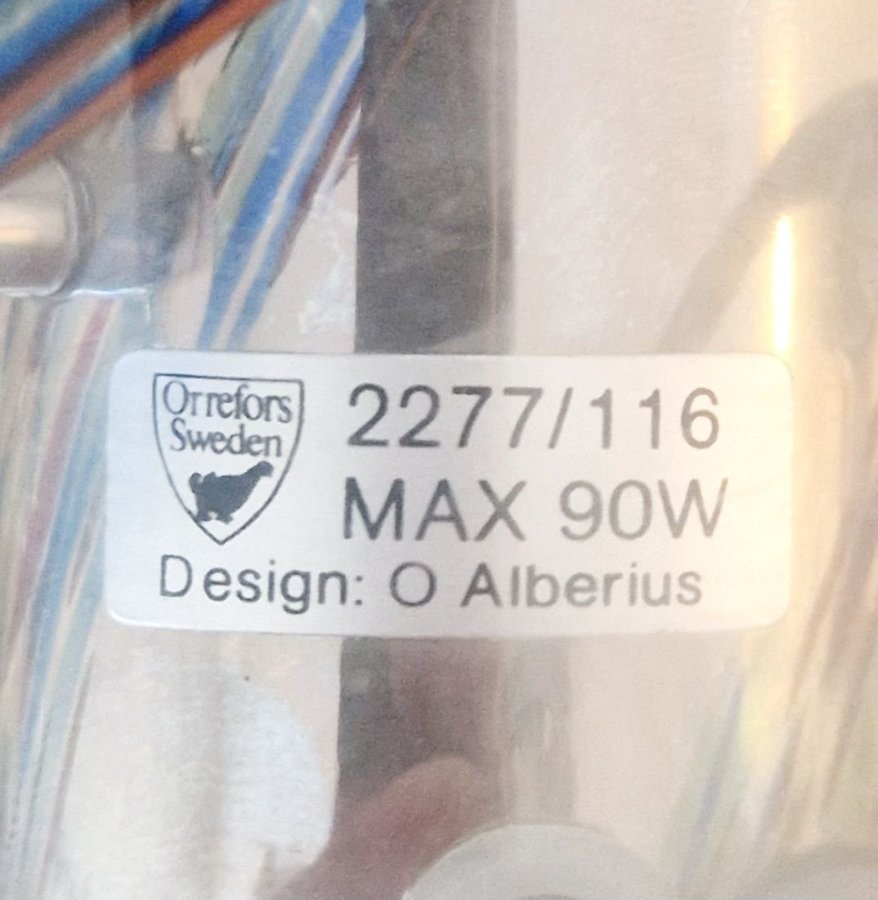 Orrefors
Sweden
2277/116
MAX 90W
Design: O Alberius